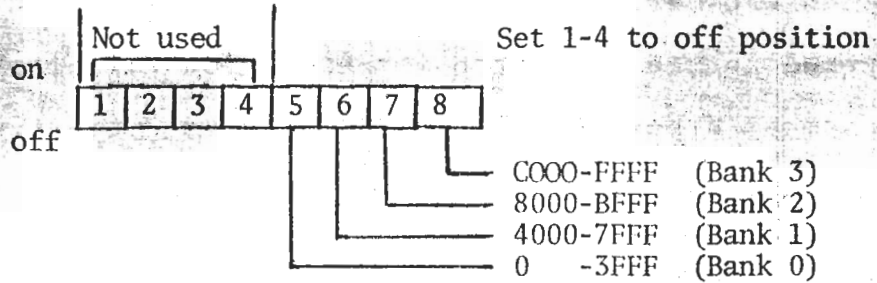 Not used Set 1-4 to off position
on
1 2 3 4 5 6 7 8
off
C000-FFFF (Bank 3)
8000-BFFF (Bank 2)
4000-7FFF (Bank 1)
0 -3FFF (Bank 0)